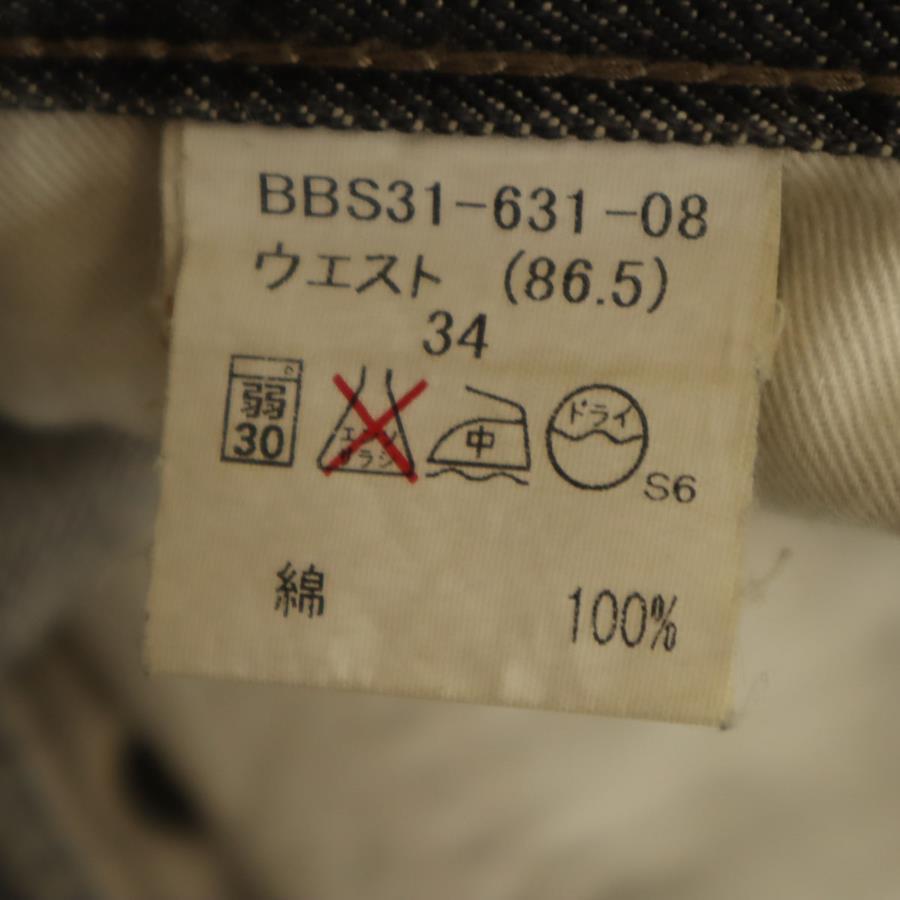 BBS31-631-08
ウエスト (86.5)
34
弱 30
エンソ サラシ
中
ドライ
S6
綿 100%